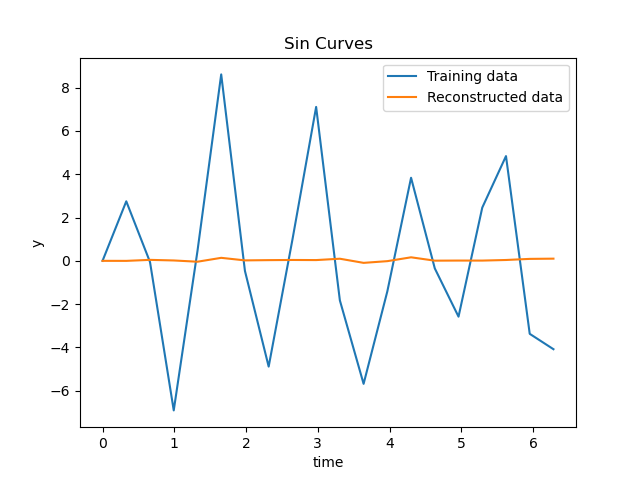 Sin Curves
Training data
Reconstructed data
8
6
4
2
0
−2
−4
−6
y
0 1 2 3 4 5 6
time